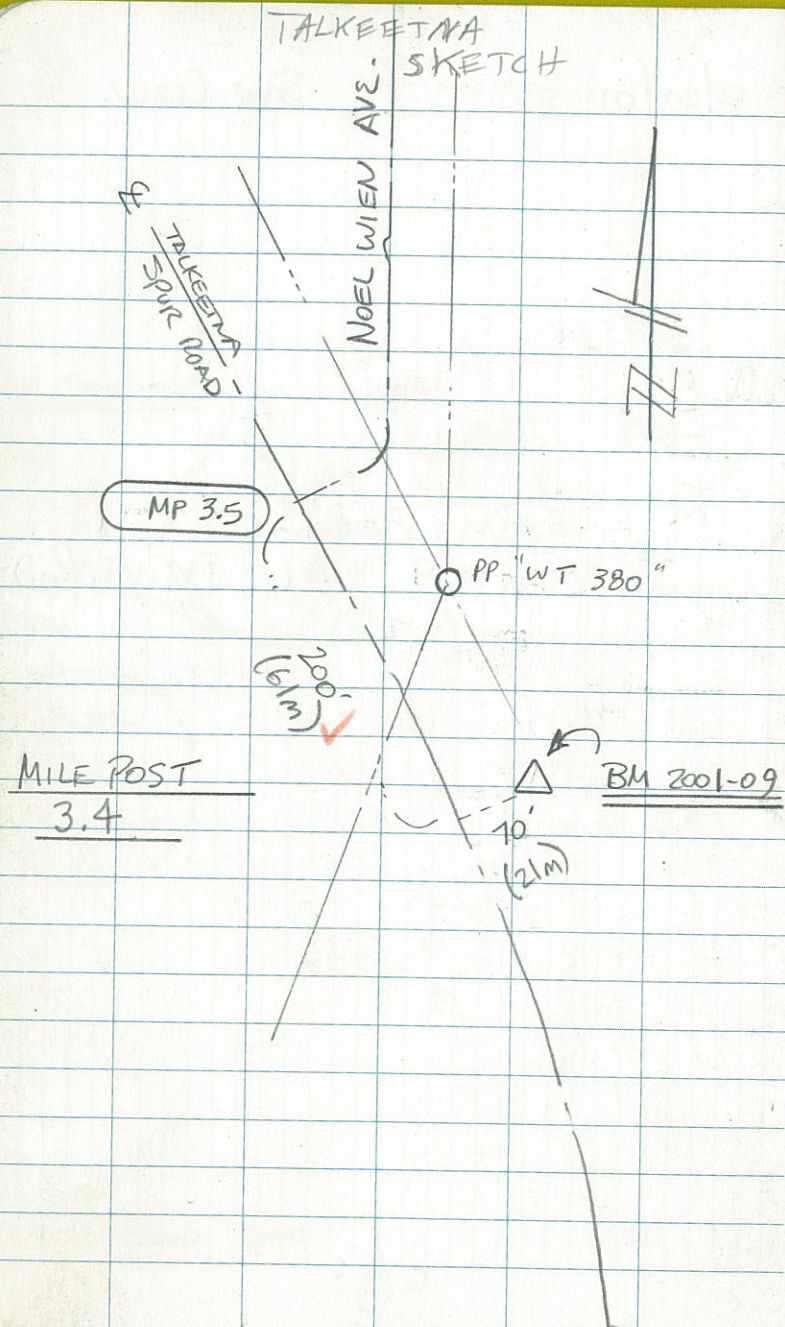 TALKEETNA
SKETCH
NOEL WIEN AVE.
℄ TALKEETNA
SPUR ROAD
N
MP 3.5
PP "WT 380"
200'
(61m)
MILE POST
3.4
BM 2001-09
70'
(21m)